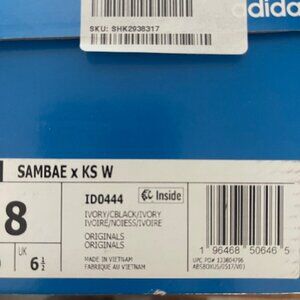 adidas
SKU: SHK2938317
SAMBAE x KS W
8
UK
6½
ID0444
Inside
IVORY/CBLACK/IVORY
IVOIRE/NOIESS/IVOIRE
ORIGINALS
ORIGINALS
MADE IN VIETNAM
FABRIQUE AU VIETNAM
1 96468 50646 5